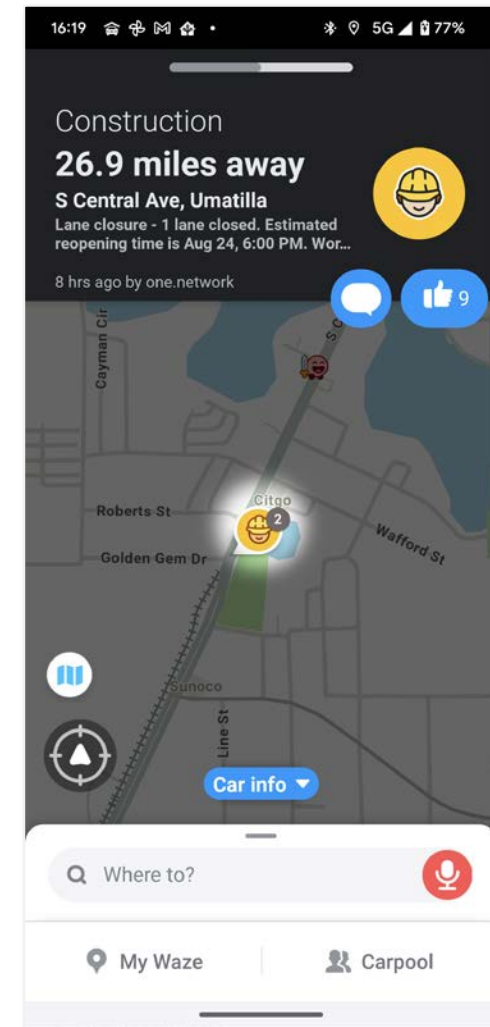 16:19 5G 77%
Construction
26.9 miles away
S Central Ave, Umatilla
Lane closure - 1 lane closed. Estimated
reopening time is Aug 24, 6:00 PM. Wor...
8 hrs ago by one.network
9
Cayman Cir
S C
Citgo
2
Roberts St
Wafford St
Golden Gem Dr
Sunoco
Line St
Car info
Where to?
My Waze Carpool